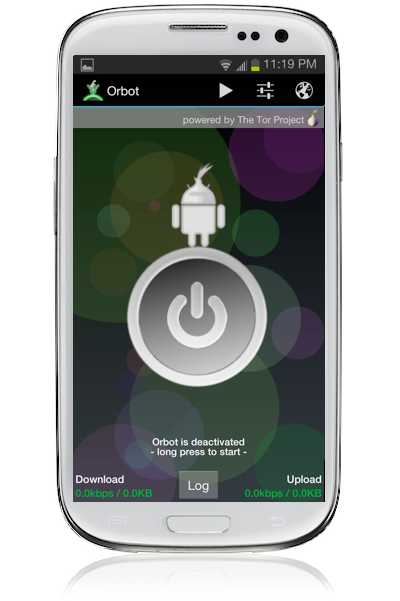 11:19 PM
Orbot
powered by The Tor Project
Orbot is deactivated
- long press to start -
Download
Upload
0.0kbps / 0.0KB
Log
0.0kbps / 0.0KB